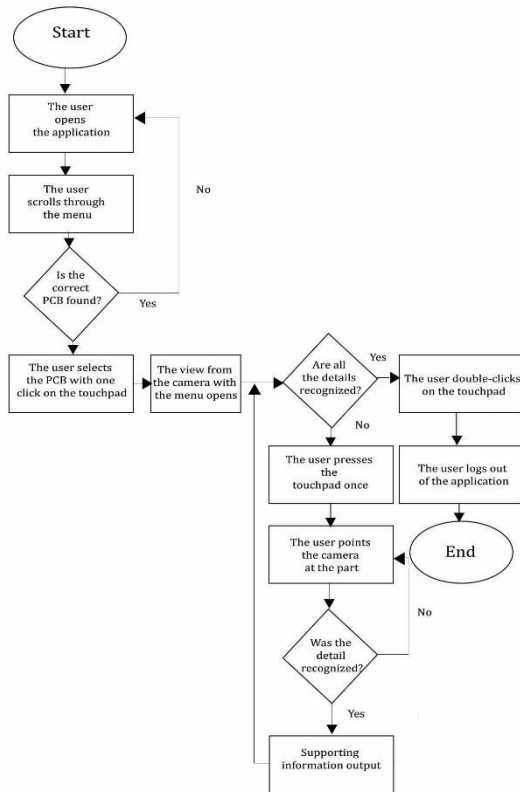 Start
The user
opens
the application
The user
scrolls through
the menu
No
Is the
correct
PCB found?
Yes
The user selects
the PCB with one
click on the touchpad
The view from
the camera with
the menu opens
Are all
the details
recognized?
Yes
The user double-clicks
on the touchpad
No
The user presses
the
touchpad once
The user logs out
of the application
The user points
the camera
at the part
End
No
Was the
detail
recognized?
Yes
Supporting
information output